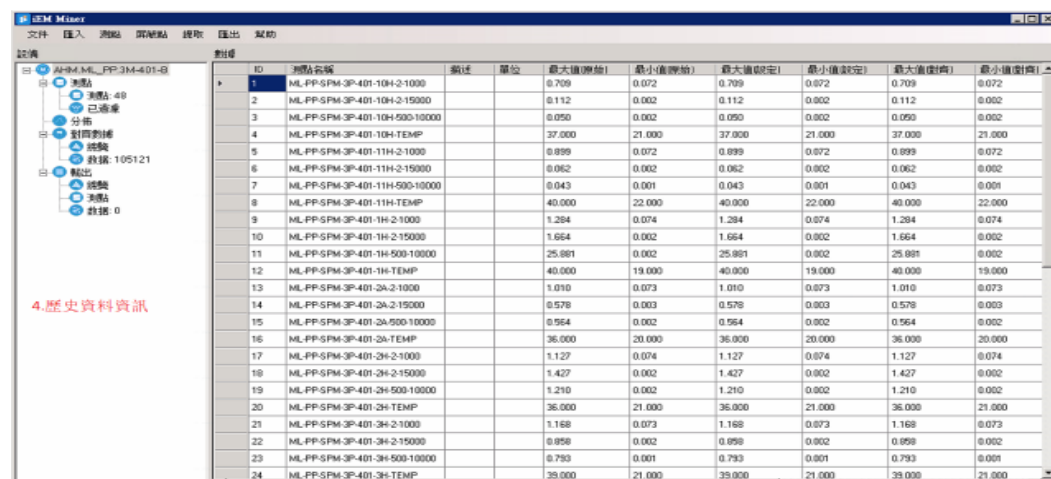 iEM Miner
文件 匯入 測點 屏蔽點 提取 匯出 幫助
設備
AHM.ML_PP.3M-401-B
測點
測點: 48
已過濾
分佈
對齊數據
總覽
数据: 105121
輸出
總覽
測點
数据: 0
4.歷史資料資訊
數據
ID 測點名稱 描述 單位 最大值(原始) 最小值(原始) 最大值(設定) 最小值(設定) 最大值(對齊) 最小值(對齊)
1 ML-PP-SPM-3P-401-10H-2-1000 0.709 0.072 0.709 0.072 0.709 0.072
2 ML-PP-SPM-3P-401-10H-2-15000 0.112 0.002 0.112 0.002 0.112 0.002
3 ML-PP-SPM-3P-401-10H-500-10000 0.050 0.002 0.050 0.002 0.050 0.002
4 ML-PP-SPM-3P-401-10H-TEMP 37.000 21.000 37.000 21.000 37.000 21.000
5 ML-PP-SPM-3P-401-11H-2-1000 0.899 0.072 0.899 0.072 0.899 0.072
6 ML-PP-SPM-3P-401-11H-2-15000 0.062 0.002 0.062 0.002 0.062 0.002
7 ML-PP-SPM-3P-401-11H-500-10000 0.043 0.001 0.043 0.001 0.043 0.001
8 ML-PP-SPM-3P-401-11H-TEMP 40.000 22.000 40.000 22.000 40.000 22.000
9 ML-PP-SPM-3P-401-1H-2-1000 1.284 0.074 1.284 0.074 1.284 0.074
10 ML-PP-SPM-3P-401-1H-2-15000 1.664 0.002 1.664 0.002 1.664 0.002
11 ML-PP-SPM-3P-401-1H-500-10000 25.881 0.002 25.881 0.002 25.881 0.002
12 ML-PP-SPM-3P-401-1H-TEMP 40.000 19.000 40.000 19.000 40.000 19.000
13 ML-PP-SPM-3P-401-2A-2-1000 1.010 0.073 1.010 0.073 1.010 0.073
14 ML-PP-SPM-3P-401-2A-2-15000 0.578 0.003 0.578 0.003 0.578 0.003
15 ML-PP-SPM-3P-401-2A-500-10000 0.564 0.002 0.564 0.002 0.564 0.002
16 ML-PP-SPM-3P-401-2A-TEMP 36.000 20.000 36.000 20.000 36.000 20.000
17 ML-PP-SPM-3P-401-2H-2-1000 1.127 0.074 1.127 0.074 1.127 0.074
18 ML-PP-SPM-3P-401-2H-2-15000 1.427 0.002 1.427 0.002 1.427 0.002
19 ML-PP-SPM-3P-401-2H-500-10000 1.210 0.002 1.210 0.002 1.210 0.002
20 ML-PP-SPM-3P-401-2H-TEMP 36.000 21.000 36.000 21.000 36.000 21.000
21 ML-PP-SPM-3P-401-3H-2-1000 1.168 0.073 1.168 0.073 1.168 0.073
22 ML-PP-SPM-3P-401-3H-2-15000 0.858 0.002 0.858 0.002 0.858 0.002
23 ML-PP-SPM-3P-401-3H-500-10000 0.793 0.001 0.793 0.001 0.793 0.001
24 ML-PP-SPM-3P-401-3H-TEMP 39.000 21.000 39.000 21.000 39.000 21.000